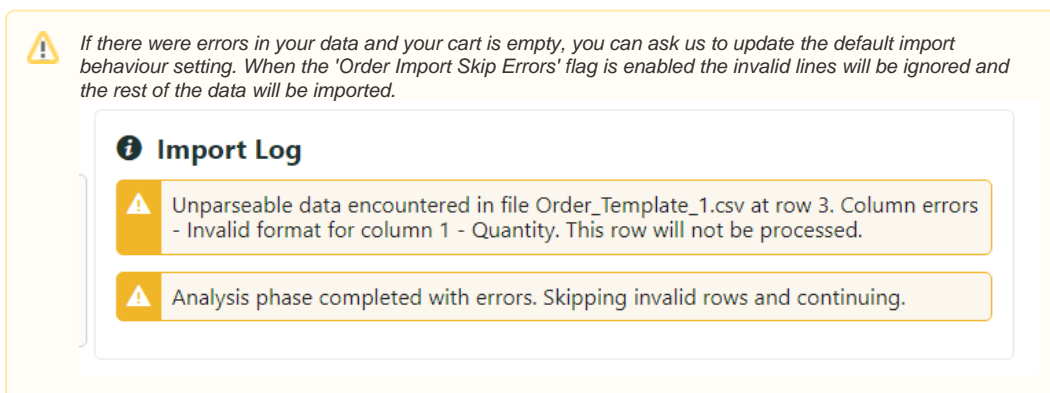 If there were errors in your data and your cart is empty, you can ask us to update the default import
behaviour setting. When the 'Order Import Skip Errors' flag is enabled the invalid lines will be ignored and
the rest of the data will be imported.
Import Log
Unparseable data encountered in file Order_Template_1.csv at row 3. Column errors
- Invalid format for column 1 - Quantity. This row will not be processed.
Analysis phase completed with errors. Skipping invalid rows and continuing.